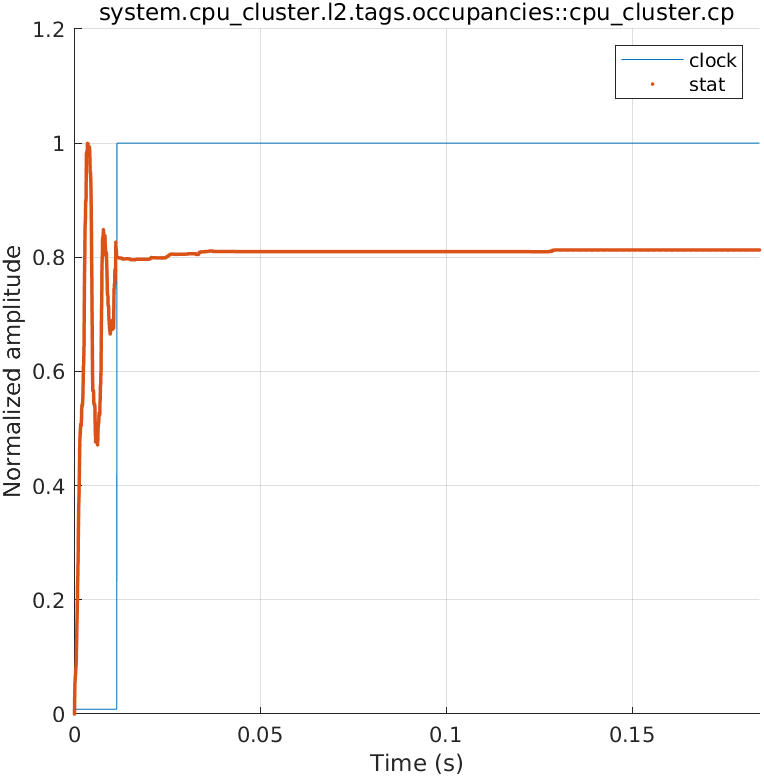 system.cpu_cluster.l2.tags.occupancies::cpu_cluster.cp
clock
stat
1.2
1
0.8
0.6
0.4
0.2
0
Normalized amplitude
0
0.05
0.1
0.15
Time (s)